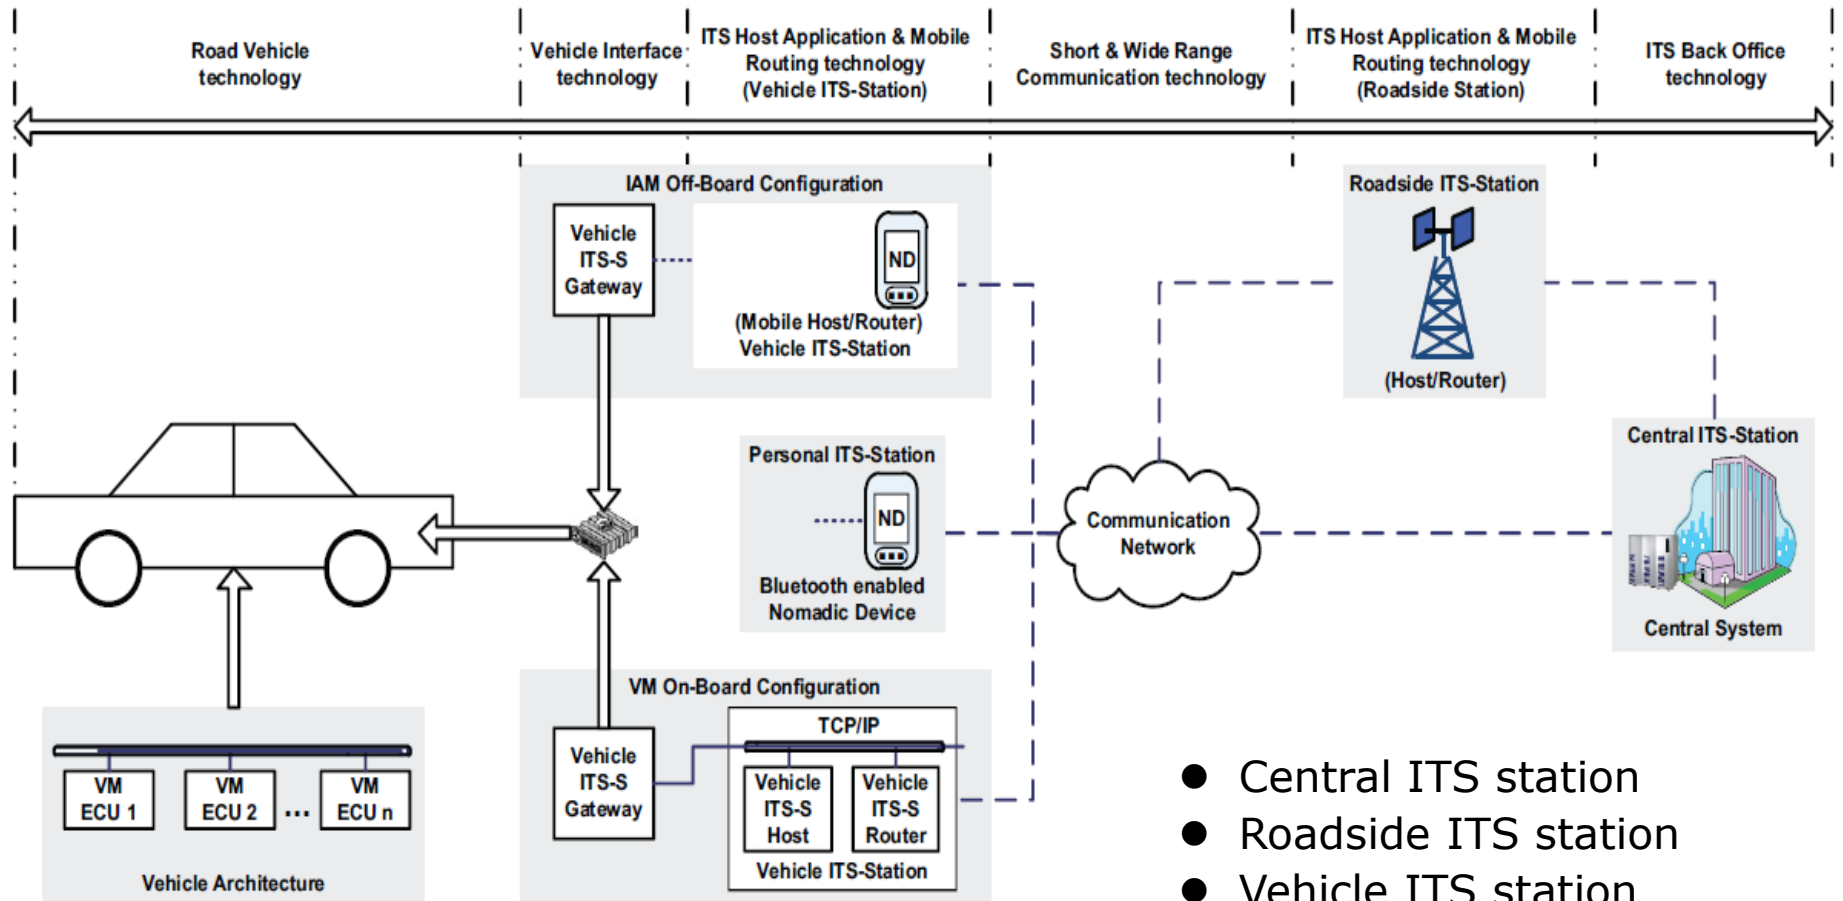 Road Vehicle
technology
Vehicle Interface
technology
ITS Host Application & Mobile
Routing technology
(Vehicle ITS-Station)
Short & Wide Range
Communication technology
ITS Host Application & Mobile
Routing technology
(Roadside Station)
ITS Back Office
technology
IAM Off-Board Configuration
Vehicle
ITS-S
Gateway
ND
(Mobile Host/Router)
Vehicle ITS-Station
Roadside ITS-Station
(Host/Router)
Personal ITS-Station
ND
Bluetooth enabled
Nomadic Device
Communication
Network
Central ITS-Station
Central System
VM On-Board Configuration
Vehicle
ITS-S
Gateway
TCP/IP
Vehicle
ITS-S
Host
Vehicle
ITS-S
Router
Vehicle ITS-Station
VM
ECU 1
VM
ECU 2
...
VM
ECU n
Vehicle Architecture
● Central ITS station
● Roadside ITS station
● Vehicle ITS station